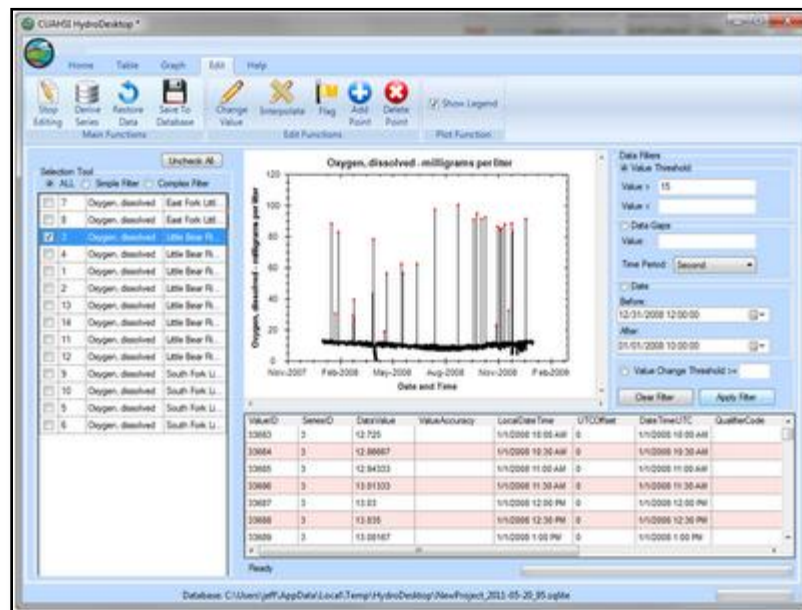 CUAHSI HydroDesktop *
Home Table Graph Edit Help
Stop Editing
Derive Series
Restore Data
Save To Database
Change Value
Interpolate
Flag
Add Point
Delete Point
Show Legend
Main Functions
Edit Functions
Plot Function
Uncheck All
Selection Tool
ALL Simple Filter Complex Filter
7 Oxygen, dissolved East Fork Littl...
8 Oxygen, dissolved East Fork Littl...
3 Oxygen, dissolved Little Bear Ri...
4 Oxygen, dissolved Little Bear Ri...
1 Oxygen, dissolved Little Bear Ri...
2 Oxygen, dissolved Little Bear Ri...
13 Oxygen, dissolved Little Bear Ri...
14 Oxygen, dissolved Little Bear Ri...
11 Oxygen, dissolved Little Bear Ri...
12 Oxygen, dissolved Little Bear Ri...
9 Oxygen, dissolved South Fork Li...
10 Oxygen, dissolved South Fork Li...
5 Oxygen, dissolved South Fork Li...
6 Oxygen, dissolved South Fork Li...
Oxygen, dissolved - milligrams per liter
Oxygen, dissolved - milligrams per liter
120
100
80
60
40
20
0
Nov-2007 Feb-2008 May-2008 Aug-2008 Nov-2008 Feb-2009
Date and Time
Data Filters
Value Threshold
Value > 15
Value <
Data Gaps
Value:
Time Period: Second
Date
Before:
12/31/2008 12:00:00
After:
01/01/2008 10:00:00
Value Change Threshold >=
Clear Filter Apply Filter
ValueID SeriesID DataValue ValueAccuracy LocalDateTime UTCOffset DateTimeUTC QualifierCode
33683 3 12.725 1/1/2008 10:00 AM 0 1/1/2008 10:00 AM
33684 3 12.86667 1/1/2008 10:30 AM 0 1/1/2008 10:30 AM
33685 3 12.94333 1/1/2008 11:00 AM 0 1/1/2008 11:00 AM
33686 3 13.01333 1/1/2008 11:30 AM 0 1/1/2008 11:30 AM
33687 3 13.03 1/1/2008 12:00 PM 0 1/1/2008 12:00 PM
33688 3 13.035 1/1/2008 12:30 PM 0 1/1/2008 12:30 PM
33689 3 13.08167 1/1/2008 1:00 PM 0 1/1/2008 1:00 PM
Ready
Database: C:\Users\jeff\AppData\Local\Temp\HydroDesktop\NewProject_2011-05-20_95.sqlite